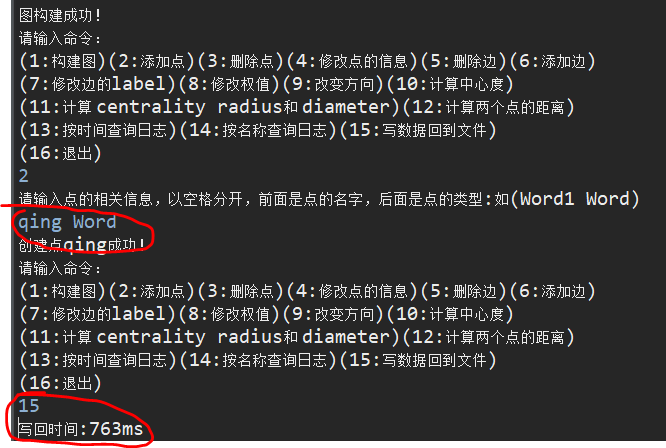 图构建成功!
请输入命令:
(1:构建图)(2:添加点)(3:删除点)(4:修改点的信息)(5:删除边)(6:添加边)
(7:修改边的label)(8:修改权值)(9:改变方向)(10:计算中心度)
(11:计算 centrality radius和 diameter)(12:计算两个点的距离)
(13:按时间查询日志)(14:按名称查询日志)(15:写数据回到文件)
(16:退出)
2
请输入点的相关信息，以空格分开，前面是点的名字，后面是点的类型:如(Word1 Word)
qing Word
创建点qing成功!
请输入命令:
(1:构建图)(2:添加点)(3:删除点)(4:修改点的信息)(5:删除边)(6:添加边)
(7:修改边的label)(8:修改权值)(9:改变方向)(10:计算中心度)
(11:计算 centrality radius和 diameter)(12:计算两个点的距离)
(13:按时间查询日志)(14:按名称查询日志)(15:写数据回到文件)
(16:退出)
15
写回时间:763ms